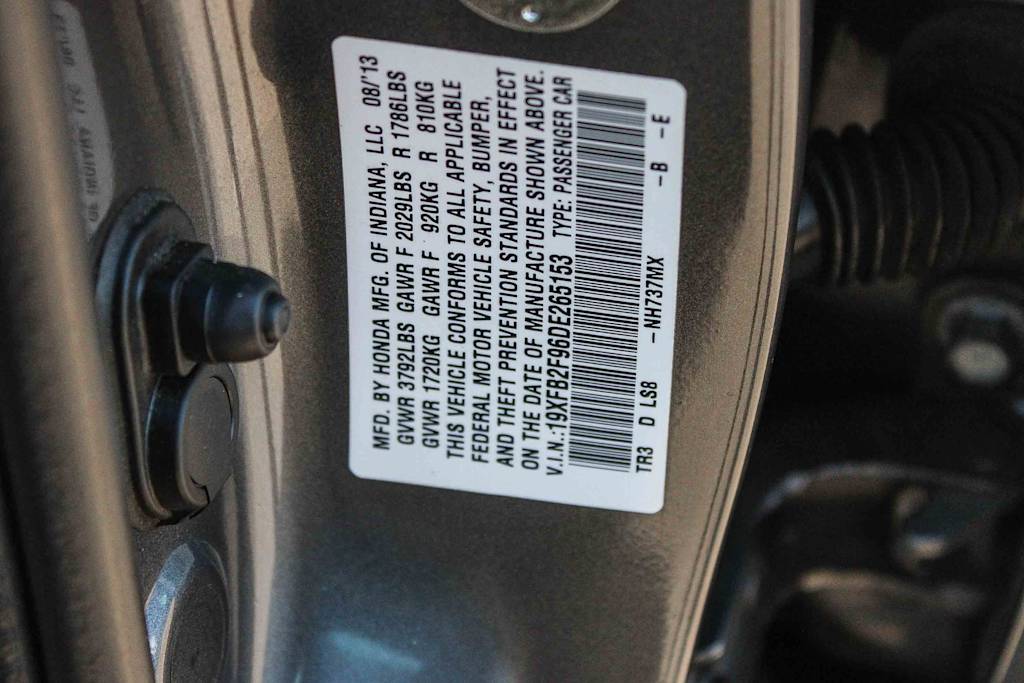 MFD. BY HONDA MFG. OF INDIANA, LLC 08/'13
GVWR 3792LBS GAWR F 2029LBS R 1786LBS
GVWR 1720KG GAWR F 920KG R 810KG
THIS VEHICLE CONFORMS TO ALL APPLICABLE
FEDERAL MOTOR VEHICLE SAFETY, BUMPER,
AND THEFT PREVENTION STANDARDS IN EFFECT
ON THE DATE OF MANUFACTURE SHOWN ABOVE.
V.I.N.:19XFB2F96DE265153 TYPE: PASSENGER CAR
TR3 D LS8 -NH737MX -B -E